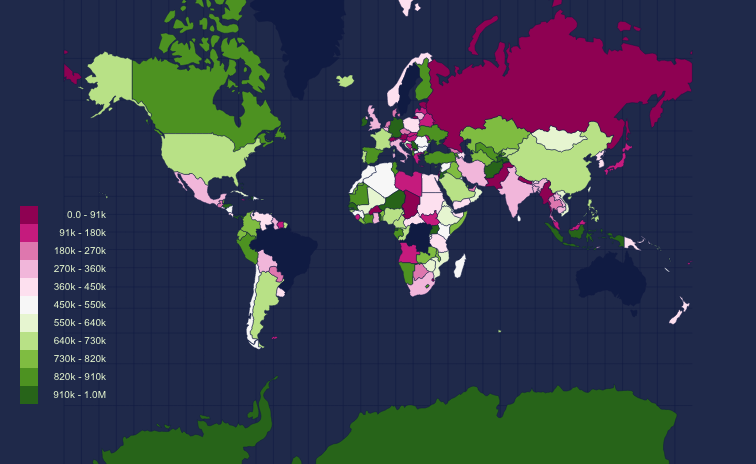 0.0 - 91k
91k - 180k
180k - 270k
270k - 360k
360k - 450k
450k - 550k
550k - 640k
640k - 730k
730k - 820k
820k - 910k
910k - 1.0M